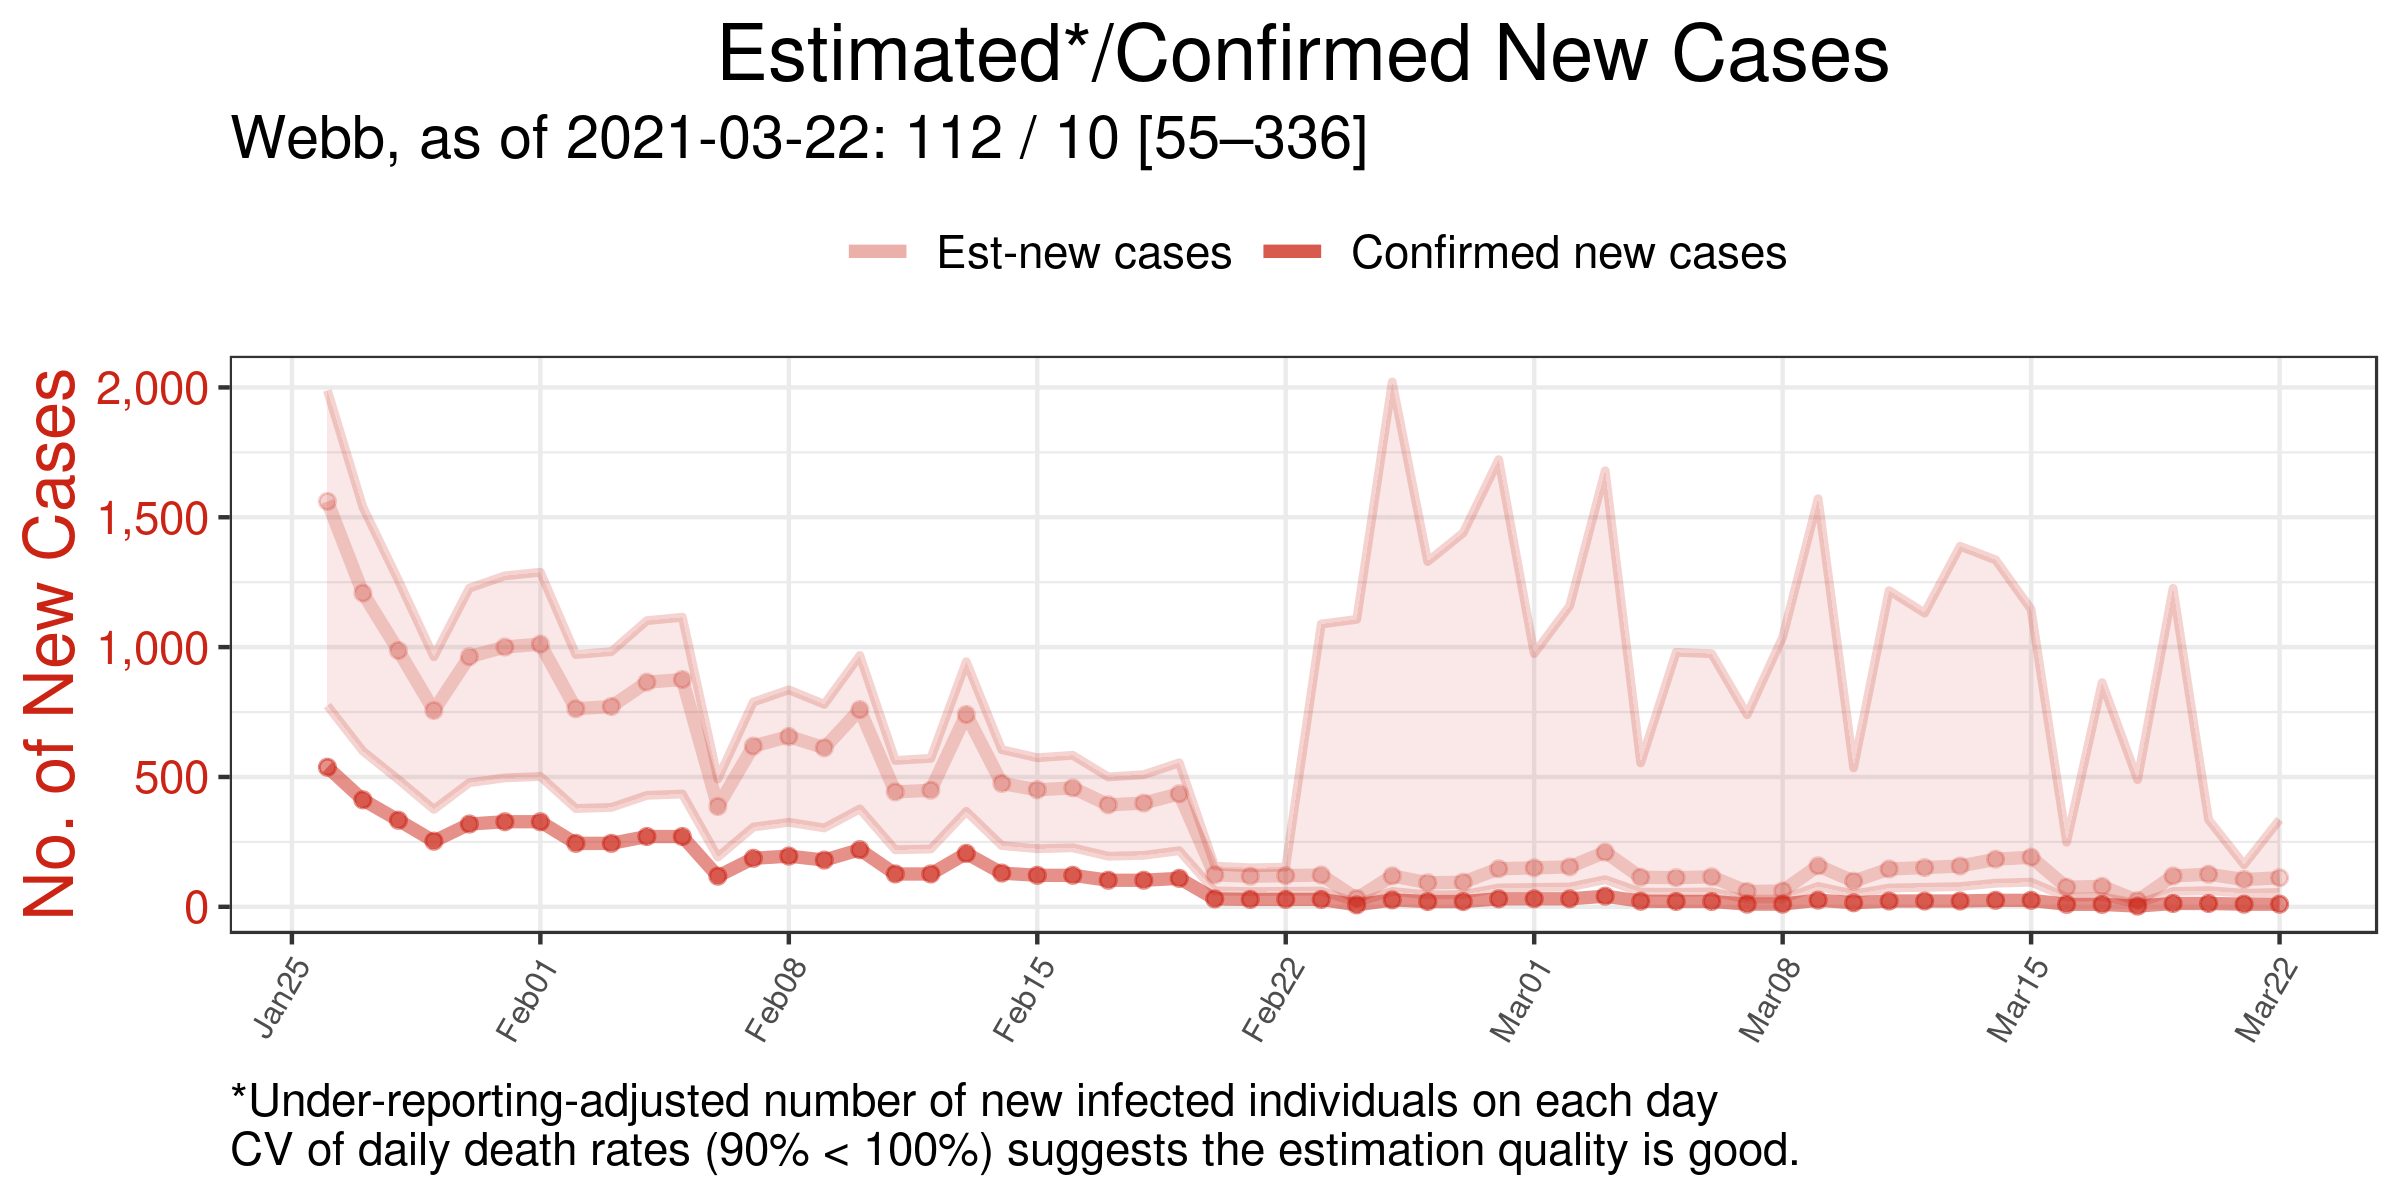 Estimated*/Confirmed New Cases
Webb, as of 2021-03-22: 112 / 10 [55–336]
Est-new cases
Confirmed new cases
No. of New Cases
2,000
1,500
1,000
500
0
Jan25
Feb01
Feb08
Feb15
Feb22
Mar01
Mar08
Mar15
Mar22
*Under-reporting-adjusted number of new infected individuals on each day
CV of daily death rates (90% < 100%) suggests the estimation quality is good.